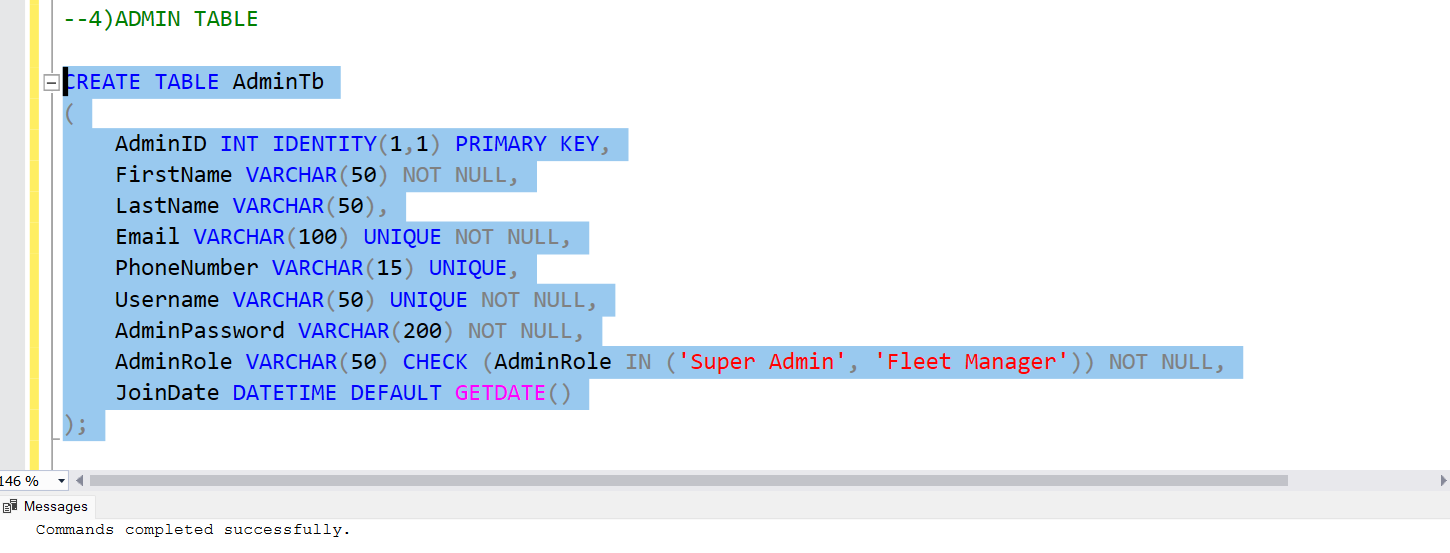 --4)ADMIN TABLE
CREATE TABLE AdminTb
(
AdminID INT IDENTITY(1,1) PRIMARY KEY,
FirstName VARCHAR(50) NOT NULL,
LastName VARCHAR(50),
Email VARCHAR(100) UNIQUE NOT NULL,
PhoneNumber VARCHAR(15) UNIQUE,
Username VARCHAR(50) UNIQUE NOT NULL,
AdminPassword VARCHAR(200) NOT NULL,
AdminRole VARCHAR(50) CHECK (AdminRole IN ('Super Admin', 'Fleet Manager')) NOT NULL,
JoinDate DATETIME DEFAULT GETDATE()
);
146 %
Messages
Commands completed successfully.